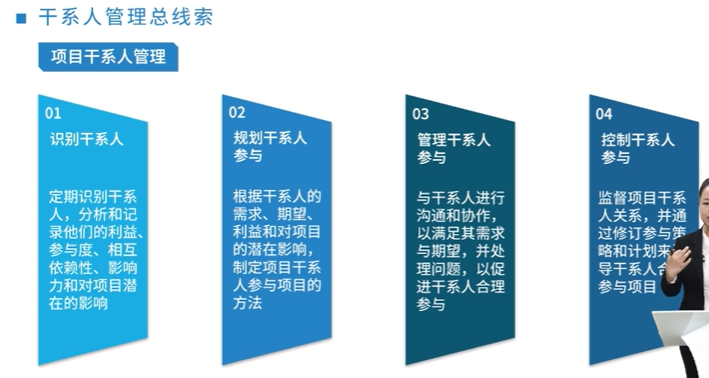 干系人管理总线索
项目干系人管理
01
识别干系人
定期识别干系
人，分析和记
录他们的利益、
参与度、相互
依赖性、影响
力和对项目潜
在的影响
02
规划干系人
参与
根据干系人的
需求、期望、
利益和对项目
的潜在影响，
制定项目干系
人参与项目的
方法
03
管理干系人
参与
与干系人进行
沟通和协作，
以满足其需求
与期望，并处
理问题，以促
进干系人合理
参与
04
控制干系人
参与
监督项目干系
人关系，并通
过修订参与策
略和计划来
导干系人合
参与项目